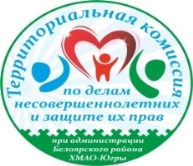 Территориальная комиссия
по делам
несовершеннолетних
и защите их прав
при администрации
Белоярского района
ХМАО-Югры